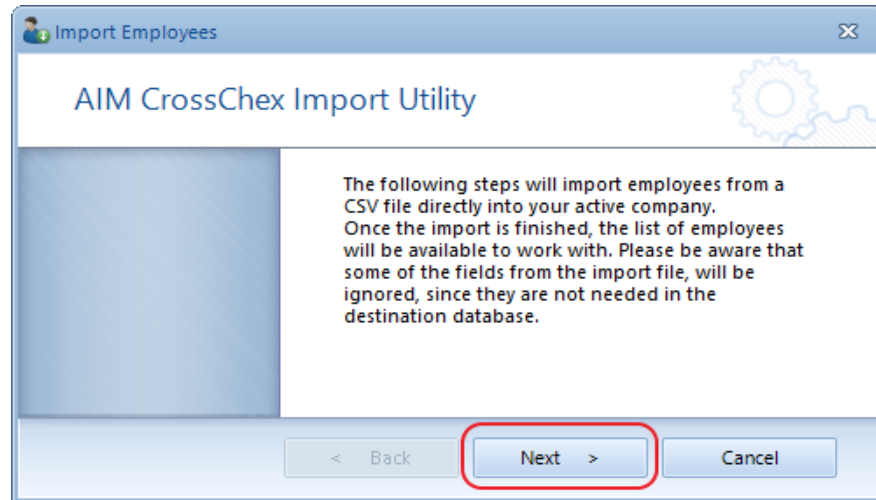 Import Employees
AIM CrossChex Import Utility
The following steps will import employees from a
CSV file directly into your active company.
Once the import is finished, the list of employees
will be available to work with. Please be aware that
some of the fields from the import file, will be
ignored, since they are not needed in the
destination database.
< Back Next > Cancel